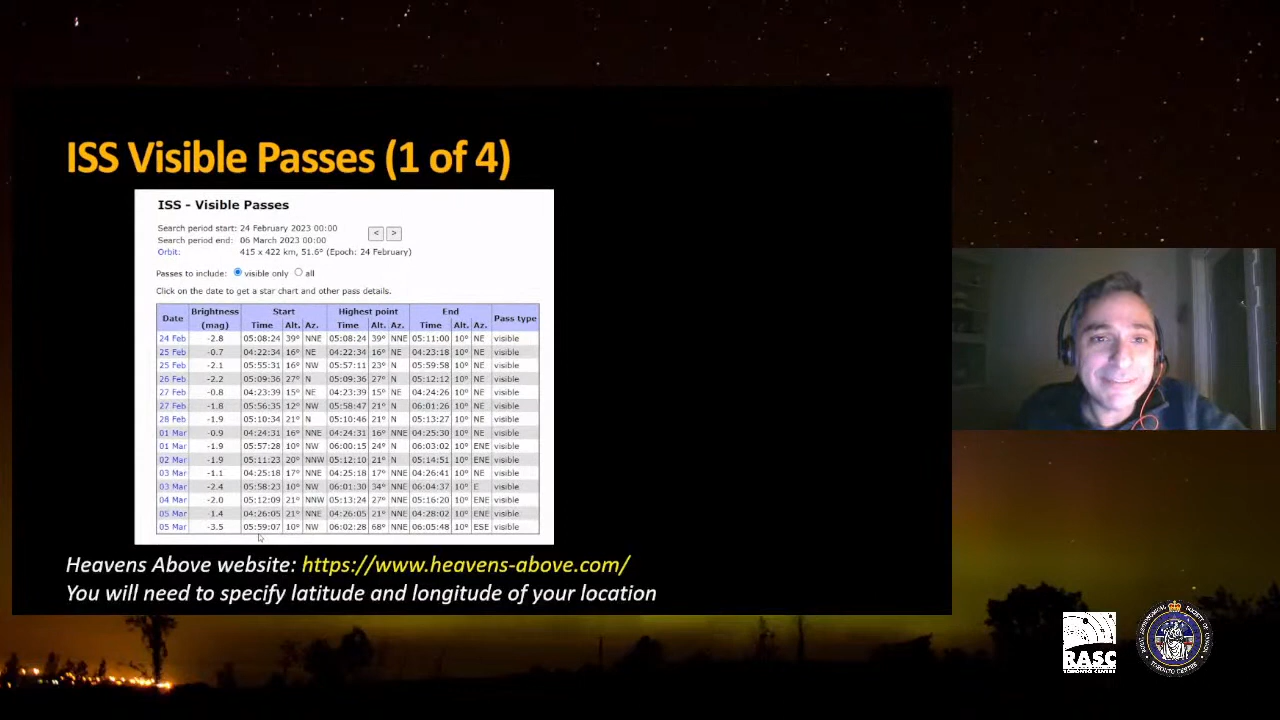 ISS Visible Passes (1 of 4)
ISS - Visible Passes
Search period start: 24 February 2023 00:00
Search period end: 06 March 2023 00:00
< >
Orbit: 415 x 422 km, 51.6° (Epoch: 24 February)
Passes to include: visible only all
Click on the date to get a star chart and other pass details.
Date Brightness (mag) Start Highest point End Pass type
Time Alt. Az. Time Alt. Az. Time Alt. Az.
24 Feb -2.8 05:08:24 39° NNE 05:08:24 39° NNE 05:11:00 10° NE visible
25 Feb -0.7 04:22:34 16° NE 04:22:34 16° NE 04:23:18 10° NE visible
25 Feb -2.1 05:55:31 16° NW 05:57:11 23° N 05:59:58 10° NE visible
26 Feb -2.2 05:09:36 27° N 05:09:36 27° N 05:12:12 10° NE visible
27 Feb -0.8 04:23:39 15° NE 04:23:39 15° NE 04:24:26 10° NE visible
27 Feb -1.8 05:56:35 12° NW 05:58:47 21° N 06:01:26 10° NE visible
28 Feb -1.9 05:10:34 21° N 05:10:46 21° N 05:13:27 10° NE visible
01 Mar -0.9 04:24:31 16° NNE 04:24:31 16° NNE 04:25:30 10° NE visible
01 Mar -1.9 05:57:28 10° NW 06:00:15 24° N 06:03:02 10° ENE visible
02 Mar -1.9 05:11:23 20° NNW 05:12:10 21° N 05:14:51 10° ENE visible
03 Mar -1.1 04:25:18 17° NNE 04:25:18 17° NNE 04:26:41 10° NE visible
03 Mar -2.4 05:58:23 10° NW 06:01:30 34° NNE 06:04:37 10° E visible
04 Mar -2.0 05:12:09 21° NNW 05:13:24 27° NNE 05:16:20 10° ENE visible
05 Mar -1.4 04:26:05 21° NNE 04:26:05 21° NNE 04:28:02 10° ENE visible
05 Mar -3.5 05:59:07 10° NW 06:02:28 68° NNE 06:05:48 10° ESE visible
Heavens Above website: https://www.heavens-above.com/
You will need to specify latitude and longitude of your location
RASC
TORONTO CENTRE
ROYAL ASTRONOMICAL SOCIETY OF CANADA
TORONTO CENTRE